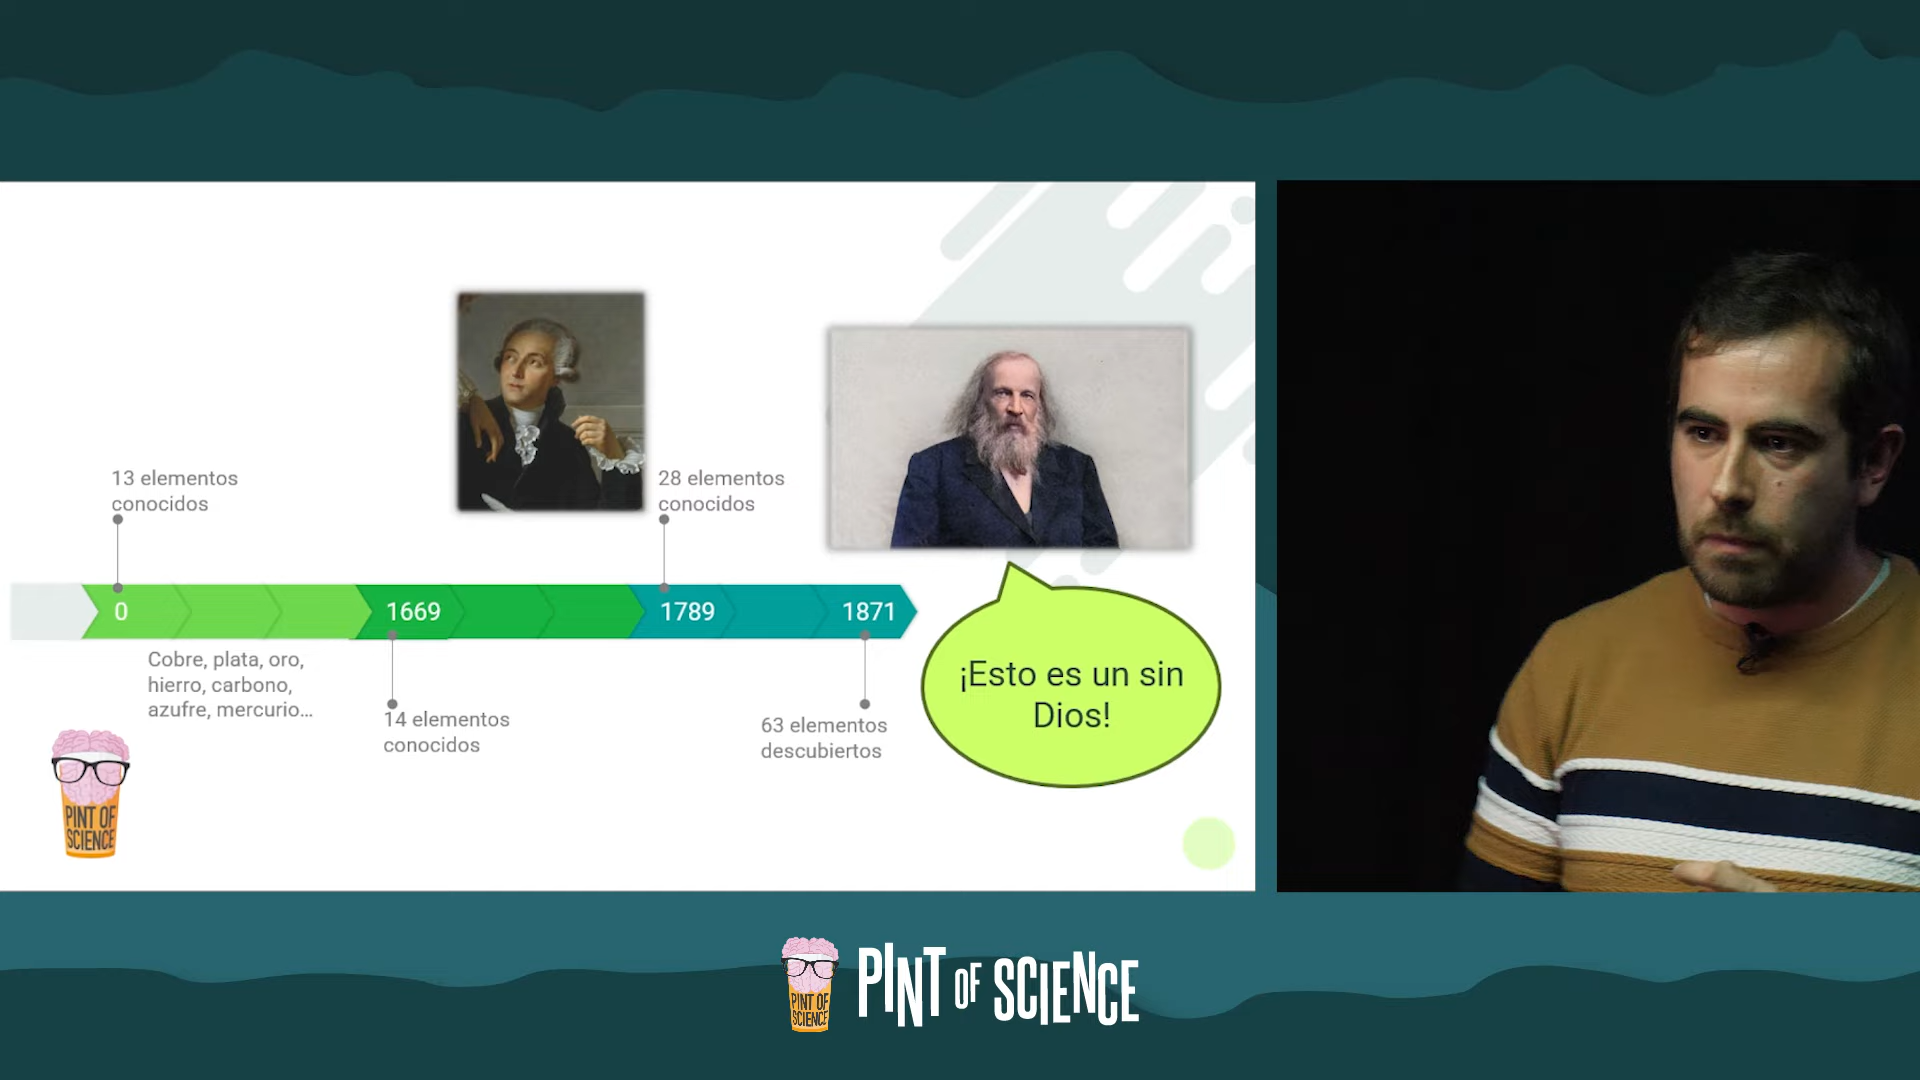 13 elementos
conocidos
28 elementos
conocidos
0
1669
1789
1871
Cobre, plata, oro,
hierro, carbono,
azufre, mercurio...
14 elementos
conocidos
63 elementos
descubiertos
¡Esto es un sin
Dios!
PINT OF
SCIENCE
PINT OF
SCIENCE
PINT OF SCIENCE